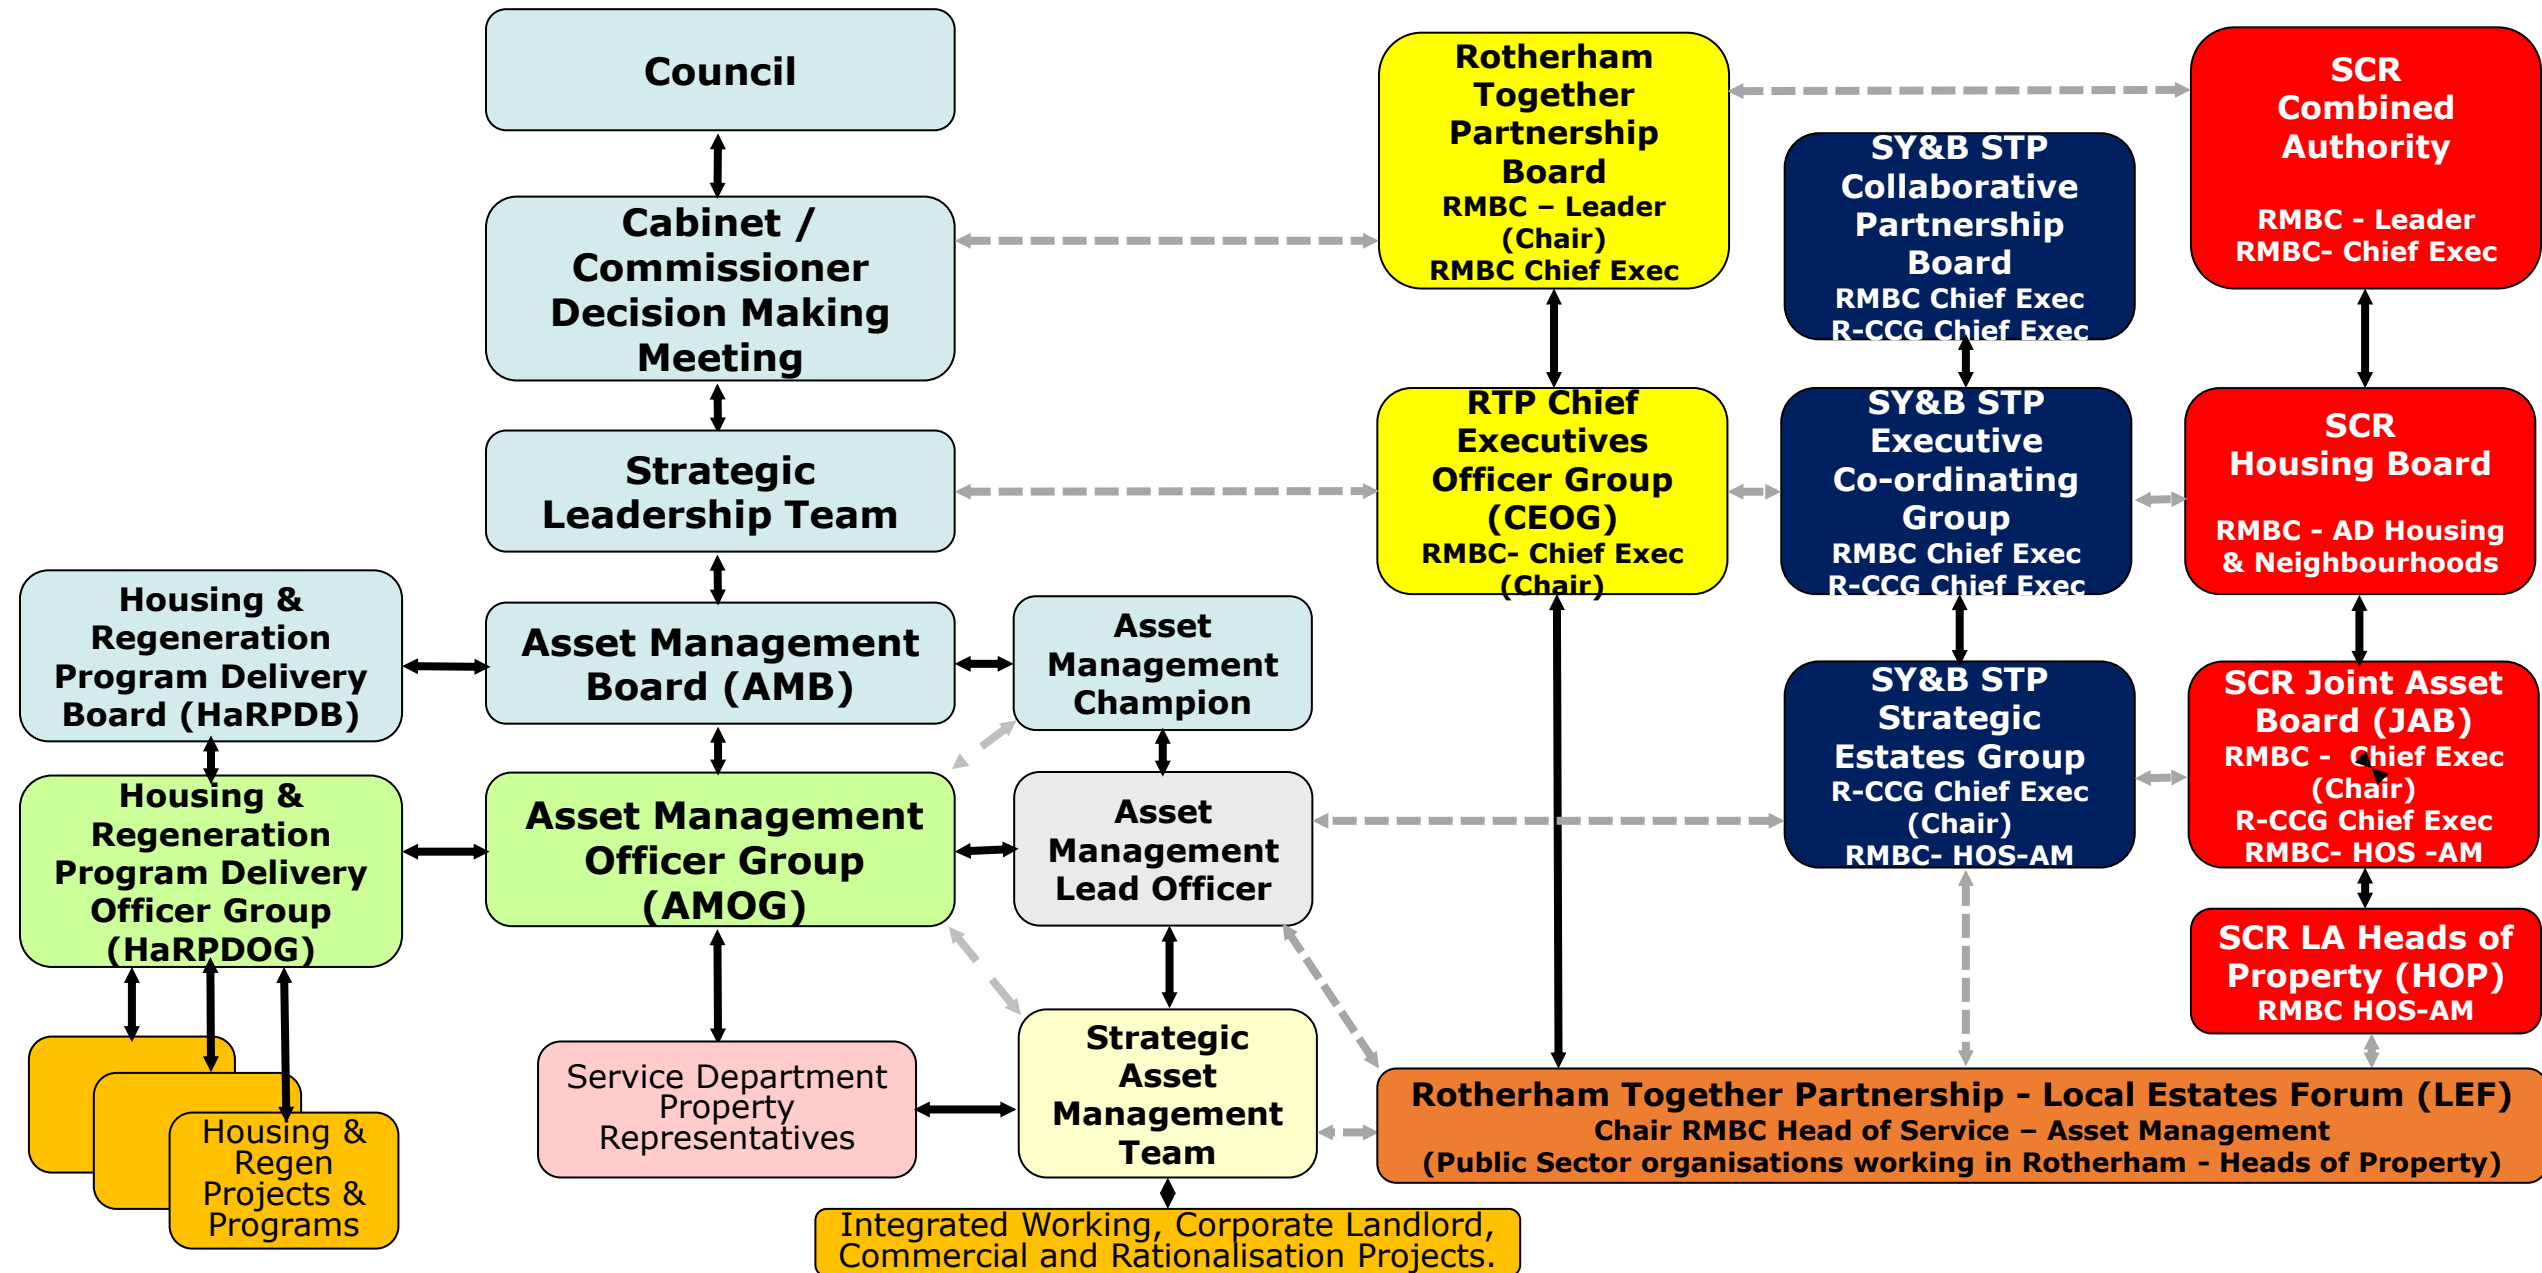 Council
Cabinet /
Commissioner
Decision Making
Meeting
Strategic
Leadership Team
Asset Management
Board (AMB)
Asset
Management
Champion
Housing &
Regeneration
Program Delivery
Board (HaRPDB)
Housing &
Regeneration
Program Delivery
Officer Group
(HaRPDOG)
Asset Management
Officer Group
(AMOG)
Asset
Management
Lead Officer
Housing &
Regen
Projects &
Programs
Service Department
Property
Representatives
Strategic
Asset
Management
Team
Integrated Working, Corporate Landlord,
Commercial and Rationalisation Projects.
Rotherham
Together
Partnership
Board
RMBC – Leader
(Chair)
RMBC Chief Exec
RTP Chief
Executives
Officer Group
(CEOG)
RMBC- Chief Exec
(Chair)
SY&B STP
Collaborative
Partnership
Board
RMBC Chief Exec
R-CCG Chief Exec
SY&B STP
Executive
Co-ordinating
Group
RMBC Chief Exec
R-CCG Chief Exec
SY&B STP
Strategic
Estates Group
R-CCG Chief Exec
(Chair)
RMBC- HOS-AM
SCR
Combined
Authority
RMBC - Leader
RMBC- Chief Exec
SCR
Housing Board
RMBC - AD Housing
& Neighbourhoods
SCR Joint Asset
Board (JAB)
RMBC - Chief Exec
(Chair)
R-CCG Chief Exec
RMBC- HOS -AM
SCR LA Heads of
Property (HOP)
RMBC HOS-AM
Rotherham Together Partnership - Local Estates Forum (LEF)
Chair RMBC Head of Service – Asset Management
(Public Sector organisations working in Rotherham - Heads of Property)